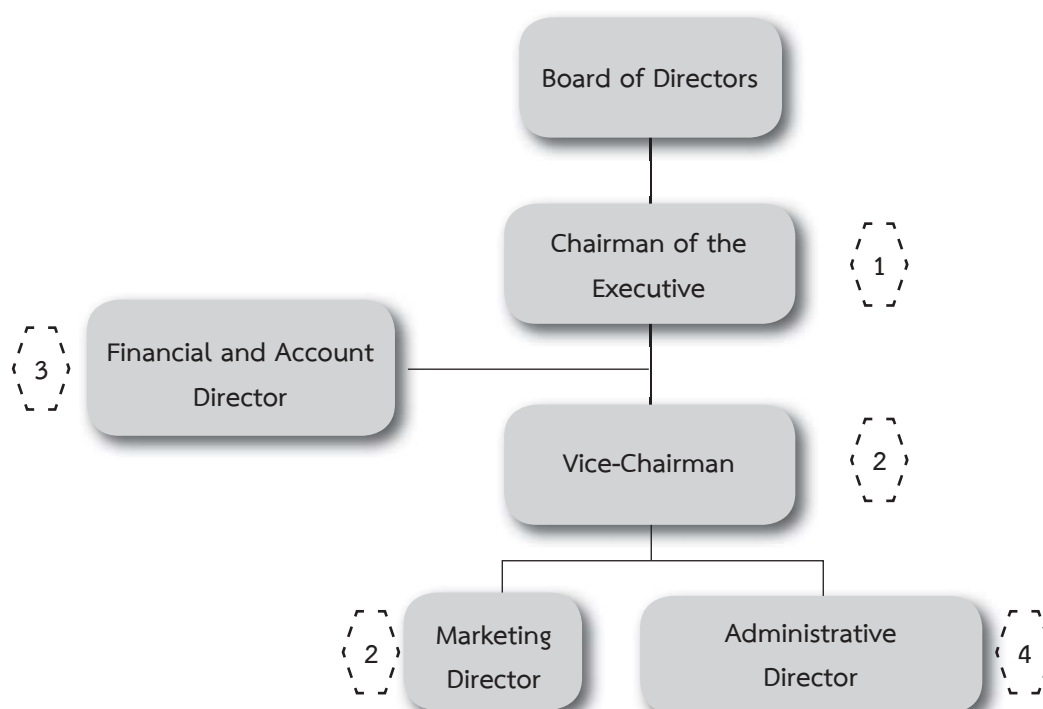 Board of Directors
Chairman of the
Executive
1
Financial and Account
Director
3
Vice-Chairman
2
Marketing
Director
2
Administrative
Director
4